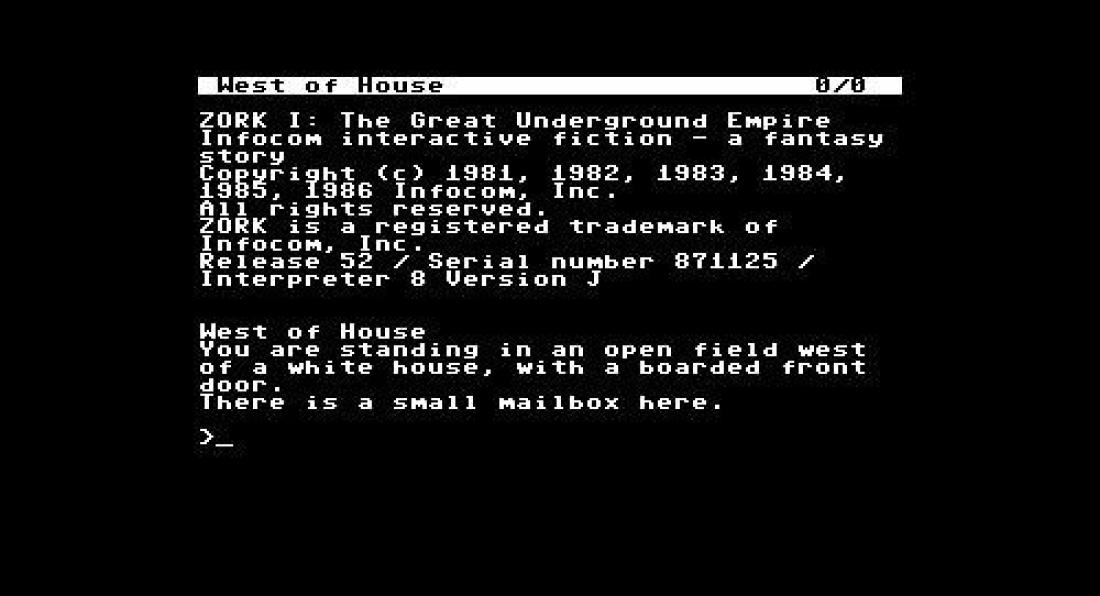 West of House 0/0
ZORK I: The Great Underground Empire
Infocom interactive fiction - a fantasy
story
Copyright (c) 1981, 1982, 1983, 1984,
1985, 1986 Infocom, Inc.
All rights reserved.
ZORK is a registered trademark of
Infocom, Inc.
Release 52 / Serial number 871125 /
Interpreter 8 Version J
West of House
You are standing in an open field west
of a white house, with a boarded front
door.
There is a small mailbox here.
>_